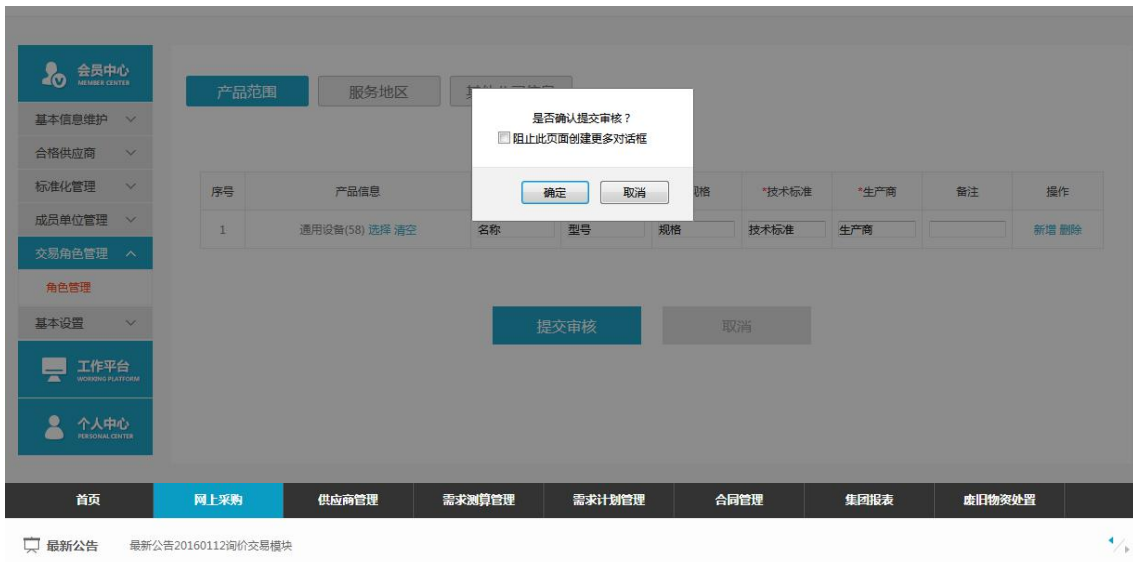 会员中心
MEMBER CENTER
基本信息维护
合格供应商
标准化管理
成员单位管理
交易角色管理
角色管理
基本设置
工作平台
WORKING PLATFORM
个人中心
PERSONAL CENTER
产品范围 服务地区
是否确认提交审核？
阻止此页面创建更多对话框
确定 取消
序号 产品信息 规格 *技术标准 *生产商 备注 操作
1 通用设备(58) 选择 清空 名称 型号 规格 技术标准 生产商 新增 删除
提交审核 取消
首页 网上采购 供应商管理 需求测算管理 需求计划管理 合同管理 集团报表 废旧物资处置
最新公告 最新公告20160112询价交易模块